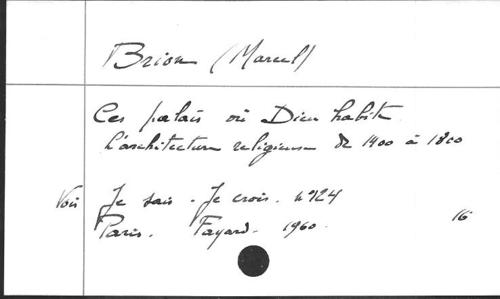 Brion (Marcel)
Ces palais où Dieu habite
L'architecture religieuse de 1400 à 1800
Voir Je sais - Je crois. n° 124
Paris. Fayard. 1960. 16